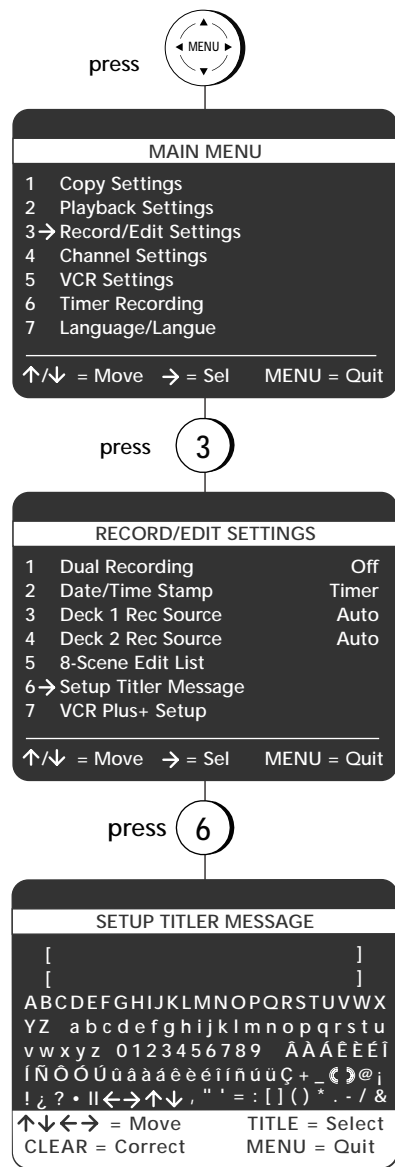 MENU
press
MAIN MENU
1 Copy Settings
2 Playback Settings
3→Record/Edit Settings
4 Channel Settings
5 VCR Settings
6 Timer Recording
7 Language/Langue
↑/↓ = Move → = Sel MENU = Quit
press 3
RECORD/EDIT SETTINGS
1 Dual Recording Off
2 Date/Time Stamp Timer
3 Deck 1 Rec Source Auto
4 Deck 2 Rec Source Auto
5 8-Scene Edit List
6→Setup Titler Message
7 VCR Plus+ Setup
↑/↓ = Move → = Sel MENU = Quit
press 6
SETUP TITLER MESSAGE
[ ]
[ ]
ABCDEFGHIJKLMNOPQRSTUVWX
YZ abcdefghijklmnopqrstu
vwxyz 0123456789 ÂÀÁÊÈÉÎ
ÍÑÔÓÚûâàáêèéîíñúüÇ+_❨❩@¡
!¿?•II←→↑↓,"'=:[]()*.-/&
↑↓←→ = Move TITLE = Select
CLEAR = Correct MENU = Quit